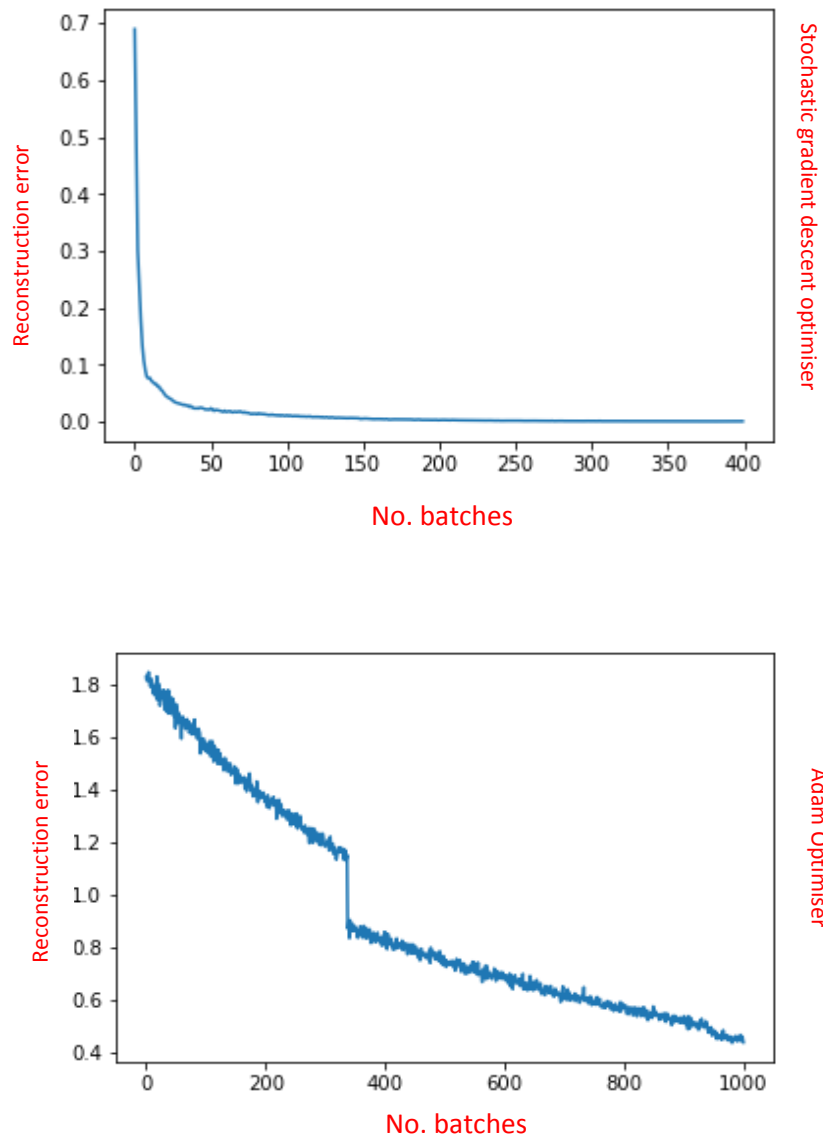 0.7
0.6
0.5
0.4
0.3
0.2
0.1
0.0
Reconstruction error
Stochastic gradient descent optimiser
0 50 100 150 200 250 300 350 400
No. batches
1.8
1.6
1.4
1.2
1.0
0.8
0.6
0.4
Reconstruction error
Adam Optimiser
0 200 400 600 800 1000
No. batches